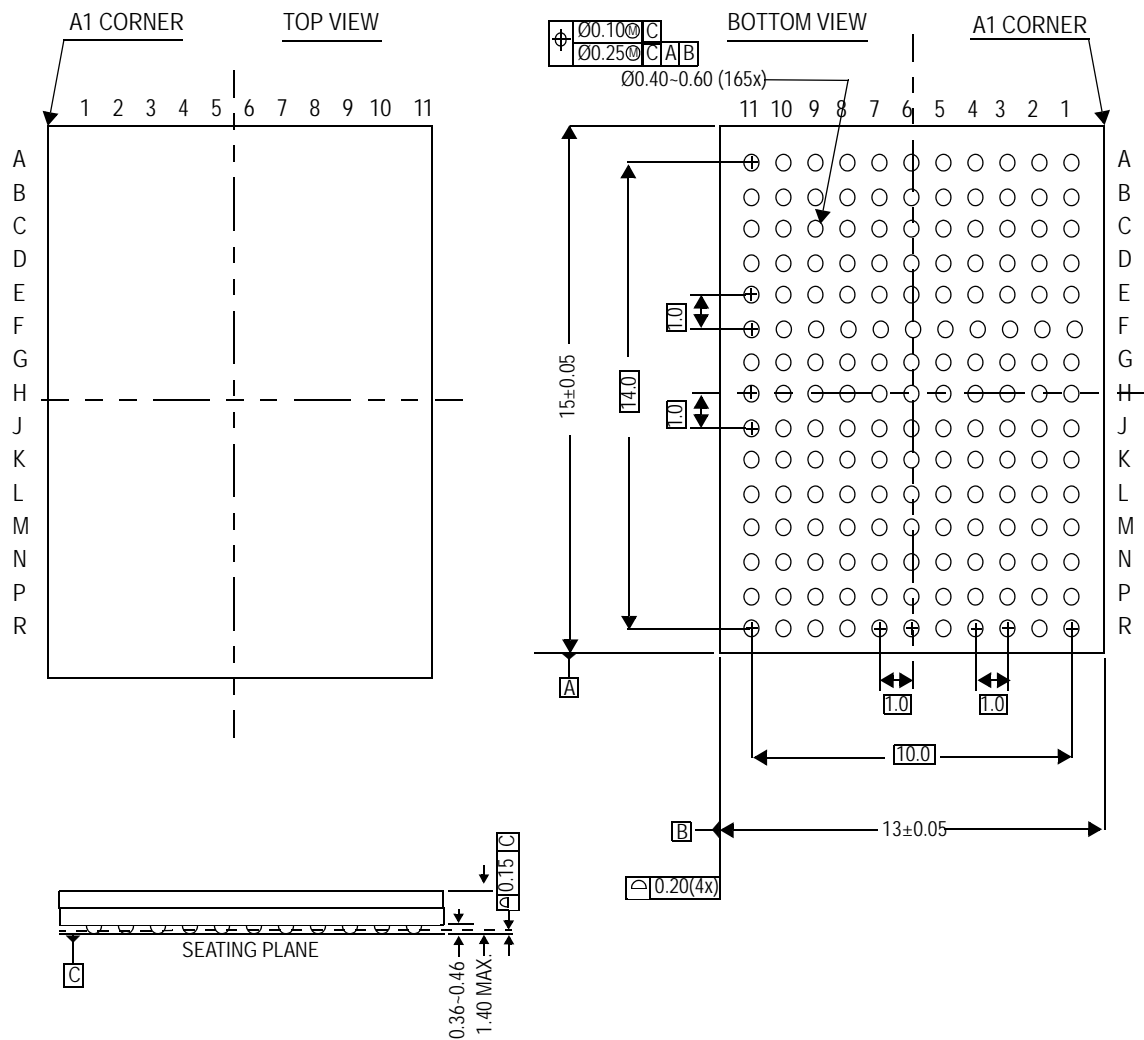 A1 CORNER
TOP VIEW
1 2 3 4 5 6 7 8 9 10 11
A
B
C
D
E
F
G
H
J
K
L
M
N
P
R
Ø0.10Ⓜ C
Ø0.25Ⓜ C A B
BOTTOM VIEW
A1 CORNER
Ø0.40~0.60 (165x)
11 10 9 8 7 6 5 4 3 2 1
A
B
C
D
E
F
G
H
J
K
L
M
N
P
R
1.0
1.0
14.0
15±0.05
A
1.0
1.0
10.0
B
13±0.05
0.20(4x)
0.15 C
SEATING PLANE
C
0.36~0.46
1.40 MAX.